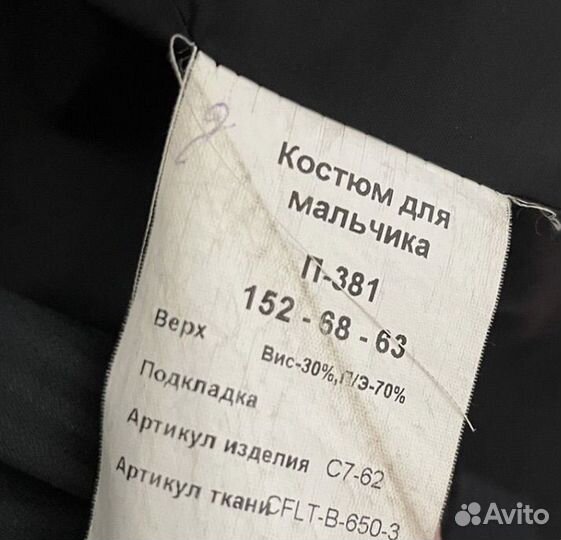 2
Костюм для
мальчика
П-381
152 - 68 - 63
Верх Вис-30%,П/Э-70%
Подкладка
Артикул изделия С7-62
Артикул ткани CFLT-B-650-3
Avito